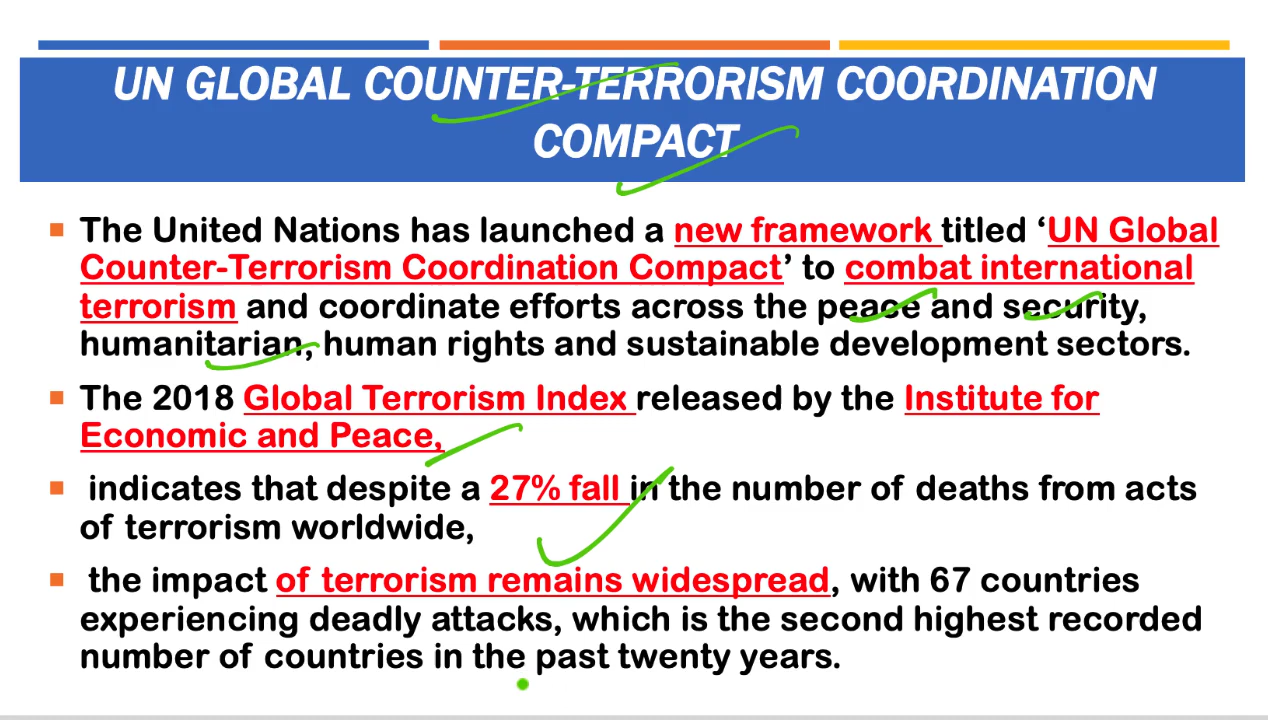 UN GLOBAL COUNTER-TERRORISM COORDINATION
COMPACT
The United Nations has launched a new framework titled ‘UN Global
Counter-Terrorism Coordination Compact’ to combat international
terrorism and coordinate efforts across the peace and security,
humanitarian, human rights and sustainable development sectors.
The 2018 Global Terrorism Index released by the Institute for
Economic and Peace,
indicates that despite a 27% fall in the number of deaths from acts
of terrorism worldwide,
the impact of terrorism remains widespread, with 67 countries
experiencing deadly attacks, which is the second highest recorded
number of countries in the past twenty years.